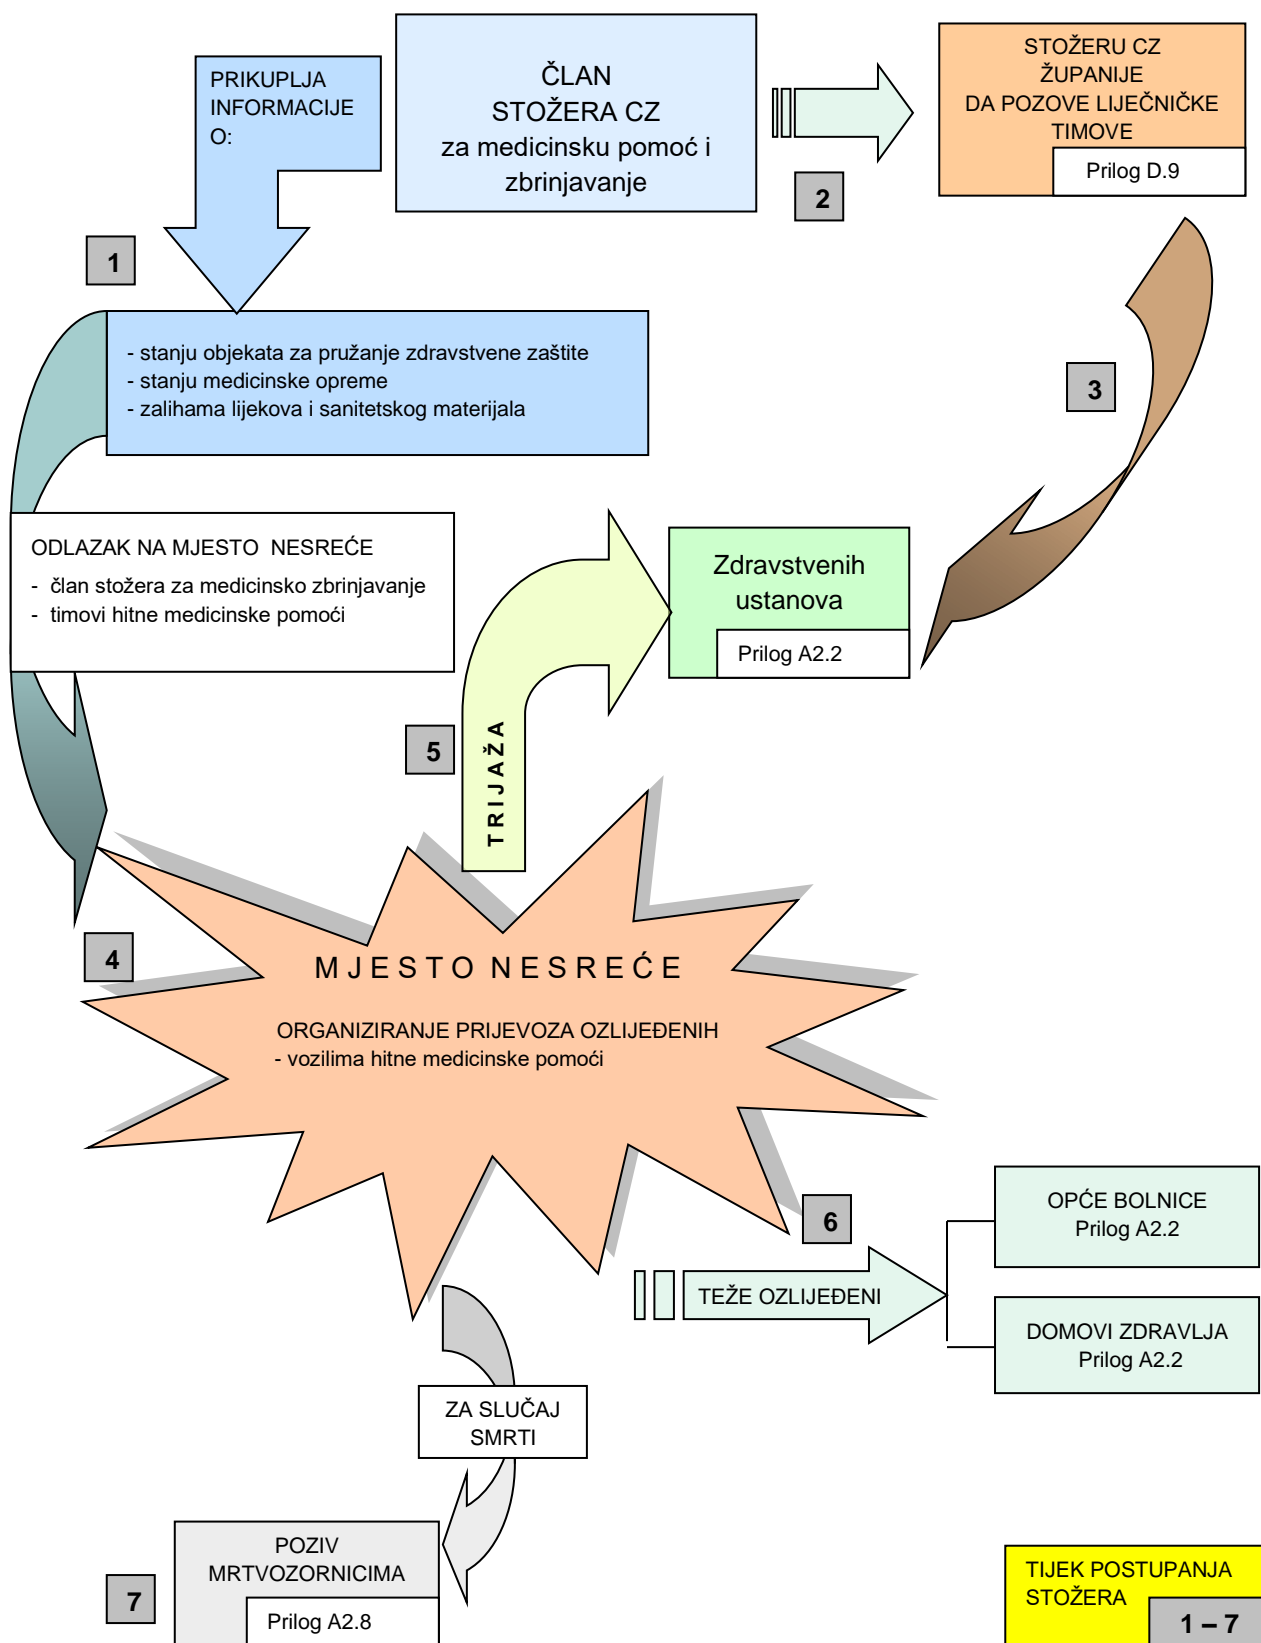 PRIKUPLJA
INFORMACIJE
O:
ČLAN
STOŽERA CZ
za medicinsku pomoć i
zbrinjavanje
STOŽERU CZ
ŽUPANIJE
DA POZOVE LIJEČNIČKE
TIMOVE
Prilog D.9
2
1
- stanju objekata za pružanje zdravstvene zaštite
- stanju medicinske opreme
- zalihama lijekova i sanitetskog materijala
3
ODLAZAK NA MJESTO NESREĆE
- član stožera za medicinsko zbrinjavanje
- timovi hitne medicinske pomoći
Zdravstvenih
ustanova
Prilog A2.2
5
TRIJAŽA
4
MJESTO NESREĆE
ORGANIZIRANJE PRIJEVOZA OZLIJEĐENIH
- vozilima hitne medicinske pomoći
6
TEŽE OZLIJEĐENI
OPĆE BOLNICE
Prilog A2.2
DOMOVI ZDRAVLJA
Prilog A2.2
ZA SLUČAJ
SMRTI
7
POZIV
MRTVOZORNICIMA
Prilog A2.8
TIJEK POSTUPANJA
STOŽERA
1 – 7